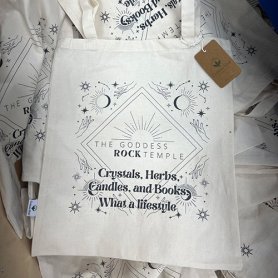 THE GODDESS
ROCK TEMPLE
Crystals, Herbs,
Candles, and Books,
What a lifestyle